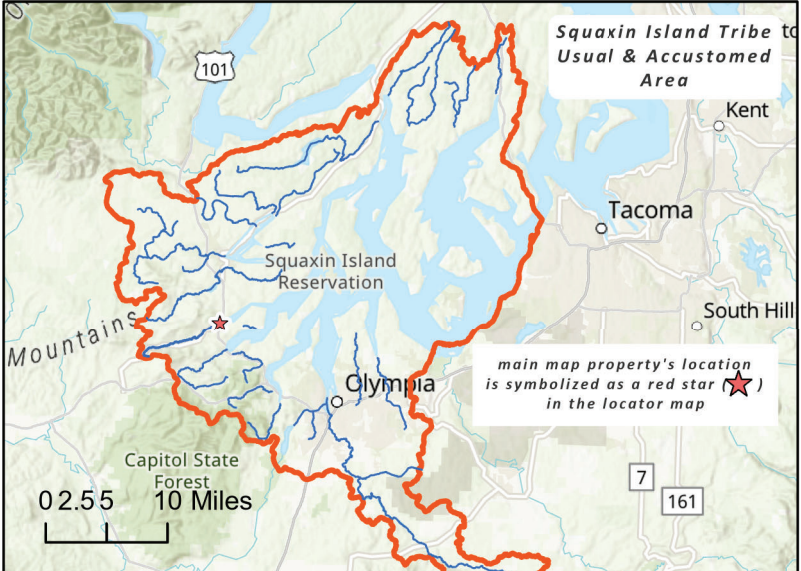 Squaxin Island Tribe
Usual & Accustomed
Area
to
101
Kent
Tacoma
Squaxin Island
Reservation
South Hill
Mountains
main map property's location
is symbolized as a red star ( )
in the locator map
Olympia
Capitol State
Forest
7
161
0 2.5 5 10 Miles